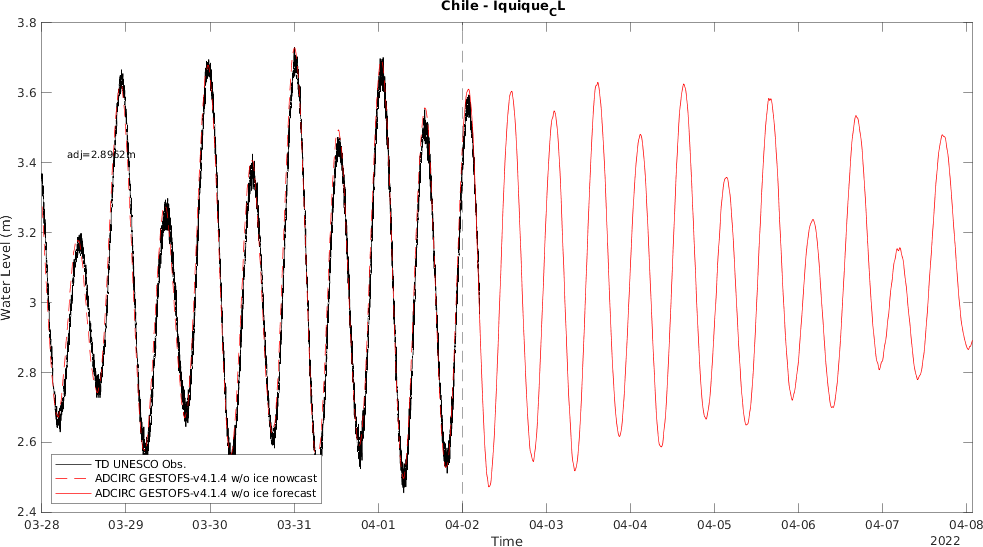 Chile - Iquique_CL
3.8
3.6
3.4
3.2
3
2.8
2.6
2.4
Water Level (m)
adj=2.8962m
TD UNESCO Obs.
ADCIRC GESTOFS-v4.1.4 w/o ice nowcast
ADCIRC GESTOFS-v4.1.4 w/o ice forecast
03-28 03-29 03-30 03-31 04-01 04-02 04-03 04-04 04-05 04-06 04-07 04-08
Time
2022